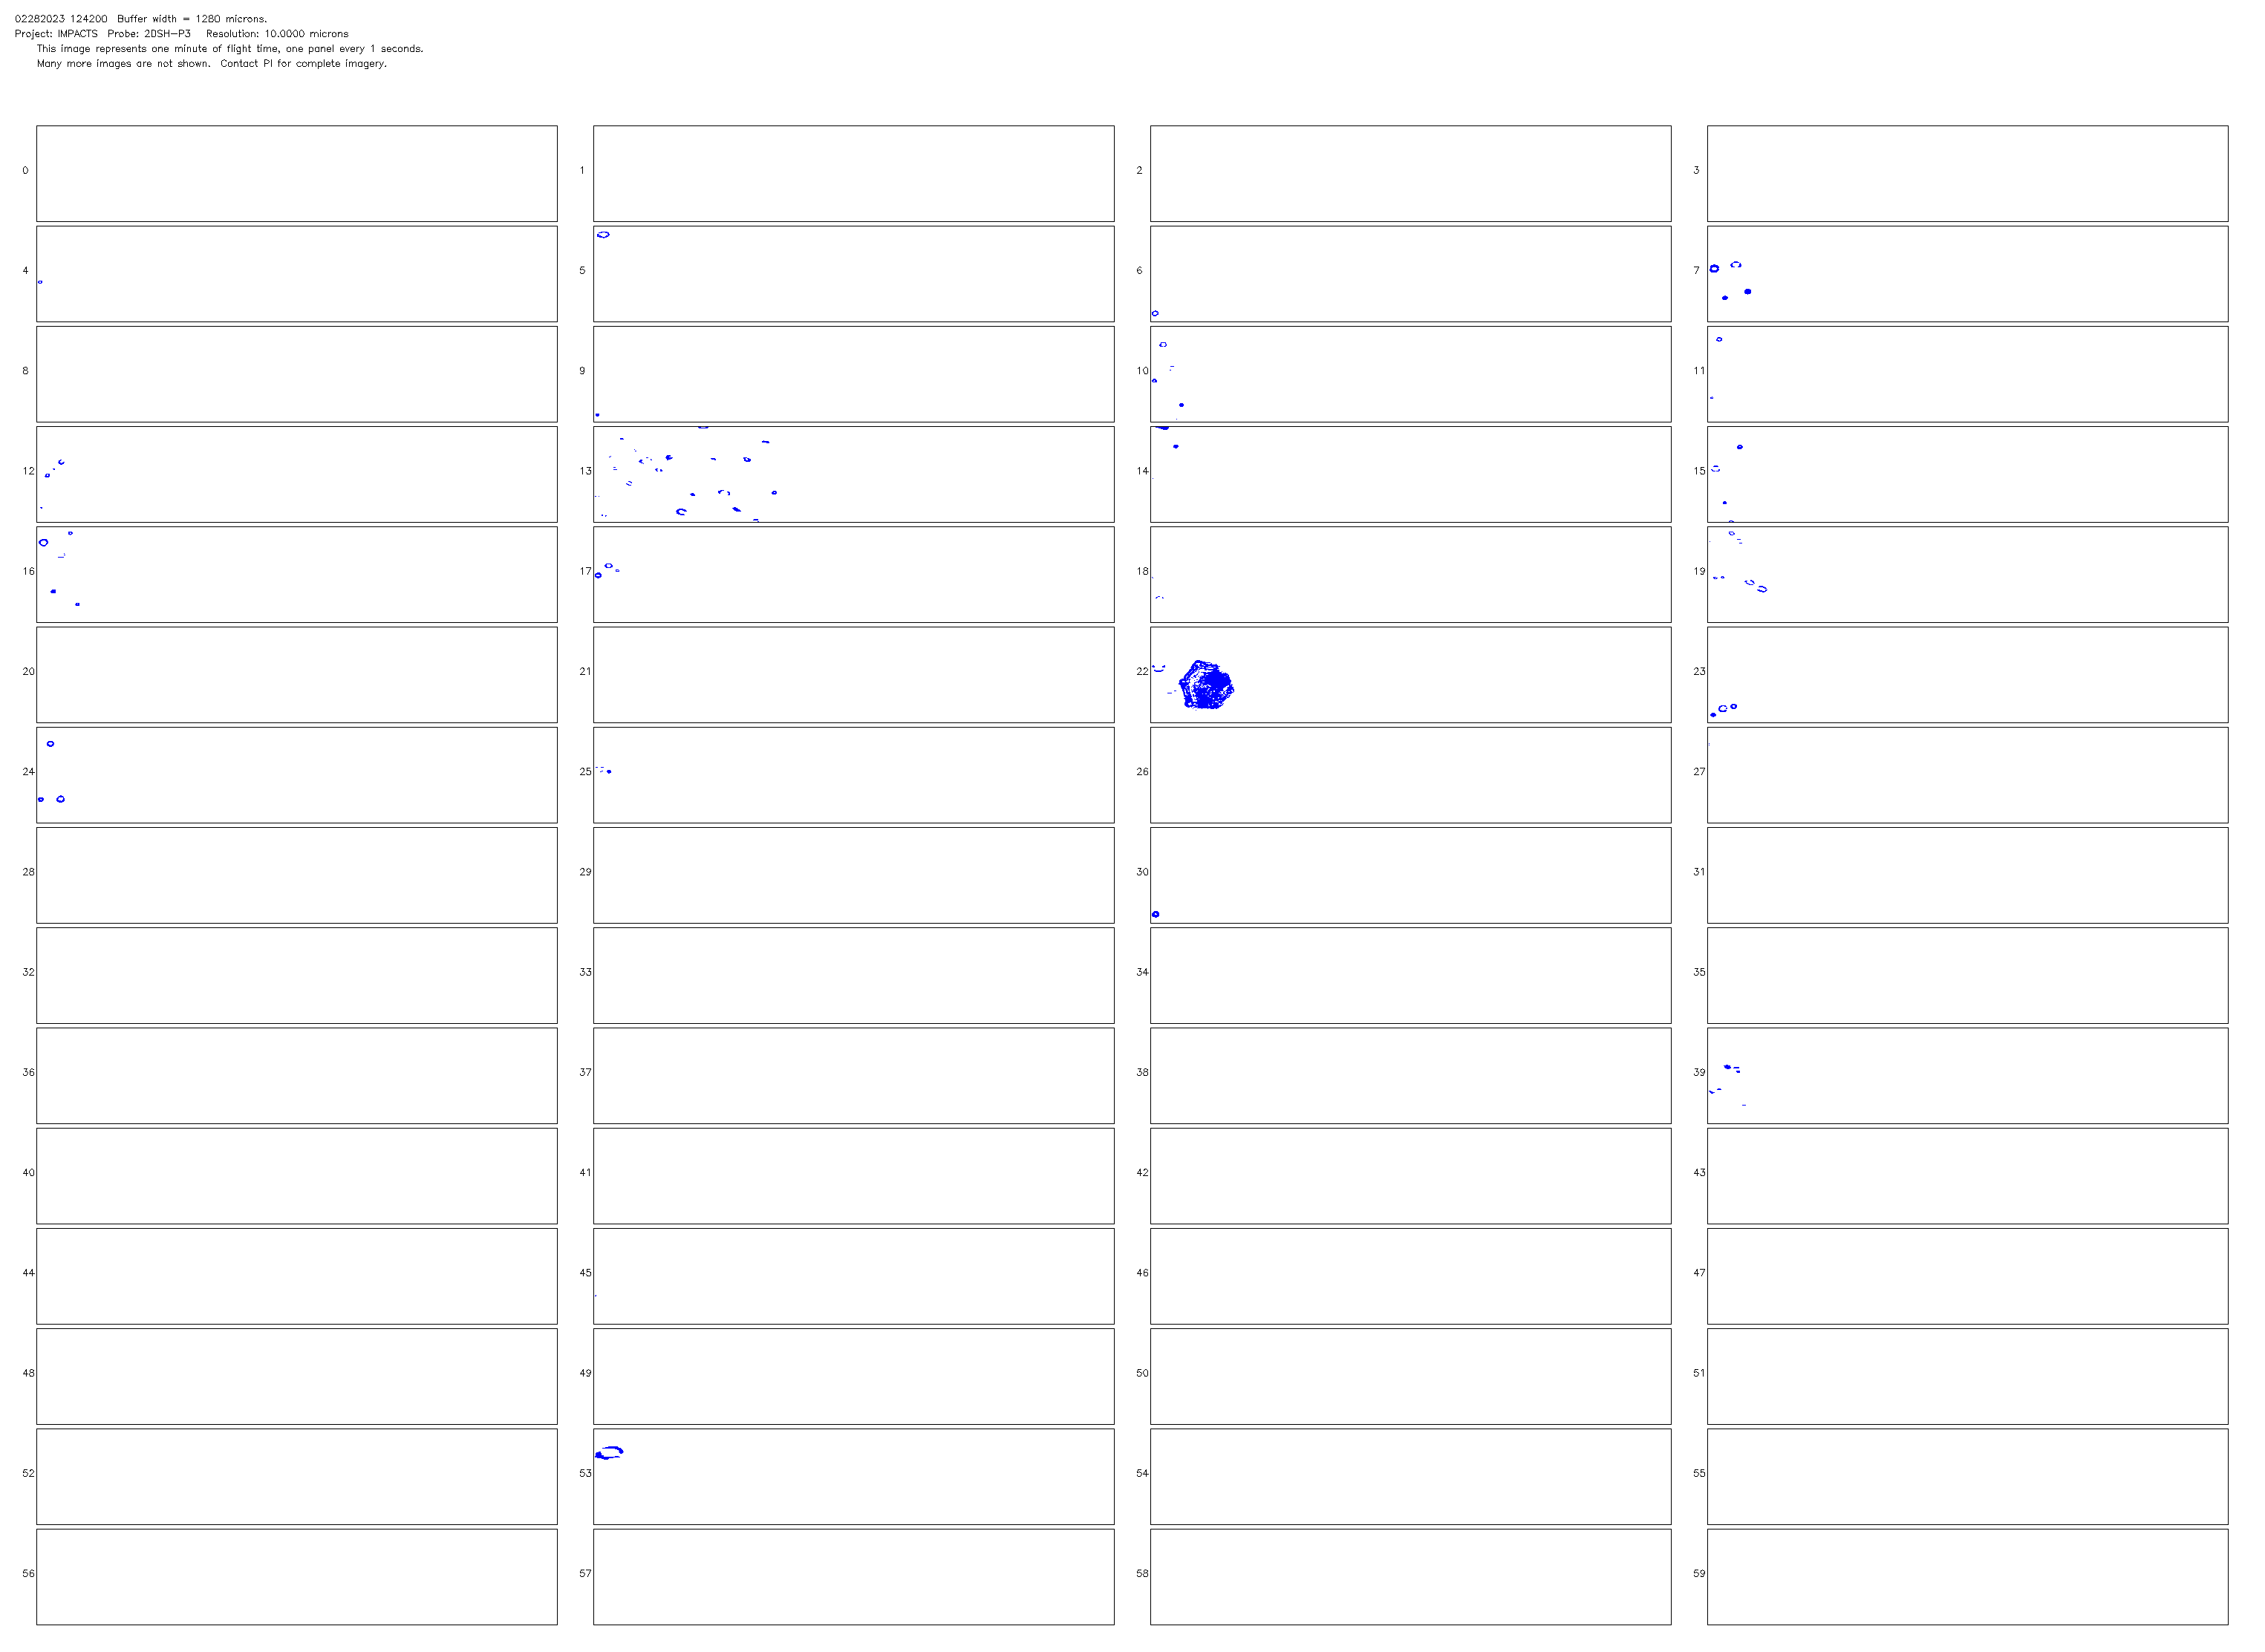 02282023 124200  Buffer width = 1280 microns.
Project: IMPACTS  Probe: 2DSH-P3   Resolution: 10.0000 microns
This image represents one minute of flight time, one panel every 1 seconds.
Many more images are not shown.  Contact PI for complete imagery.
0 1 2 3
4 5 6 7
8 9 10 11
12 13 14 15
16 17 18 19
20 21 22 23
24 25 26 27
28 29 30 31
32 33 34 35
36 37 38 39
40 41 42 43
44 45 46 47
48 49 50 51
52 53 54 55
56 57 58 59